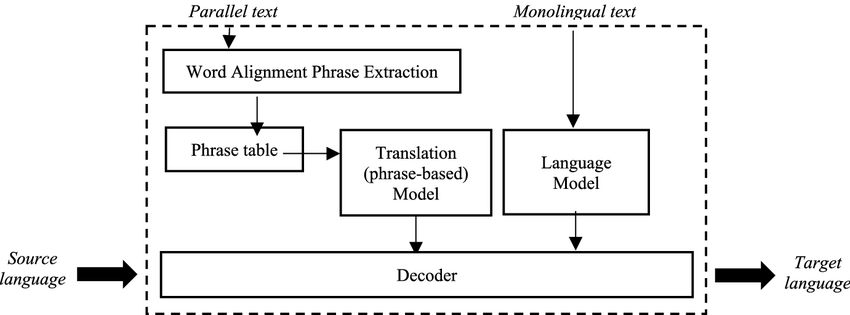 Parallel text
Monolingual text
Word Alignment Phrase Extraction
Phrase table
Translation
(phrase-based)
Model
Language
Model
Source
language
Decoder
Target
language